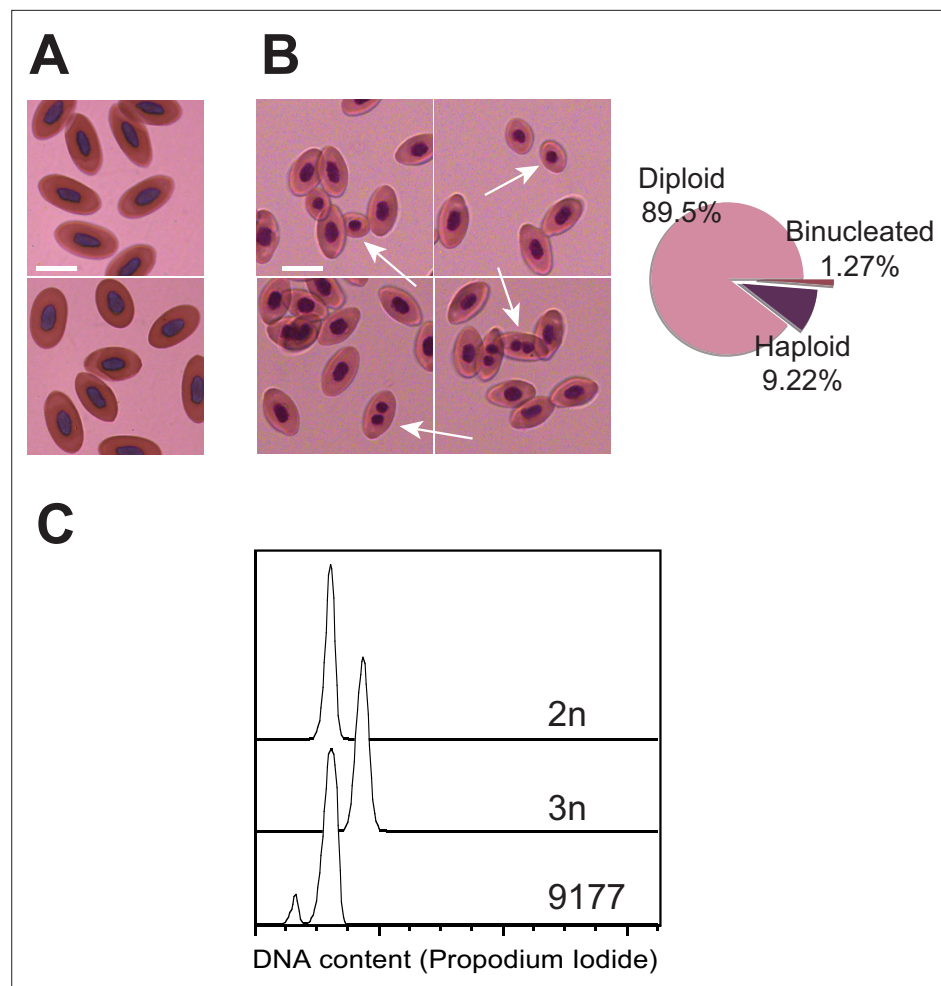 A
B
Diploid
89.5%
Binucleated
1.27%
Haploid
9.22%
C
2n
3n
9177
DNA content (Propodium Iodide)